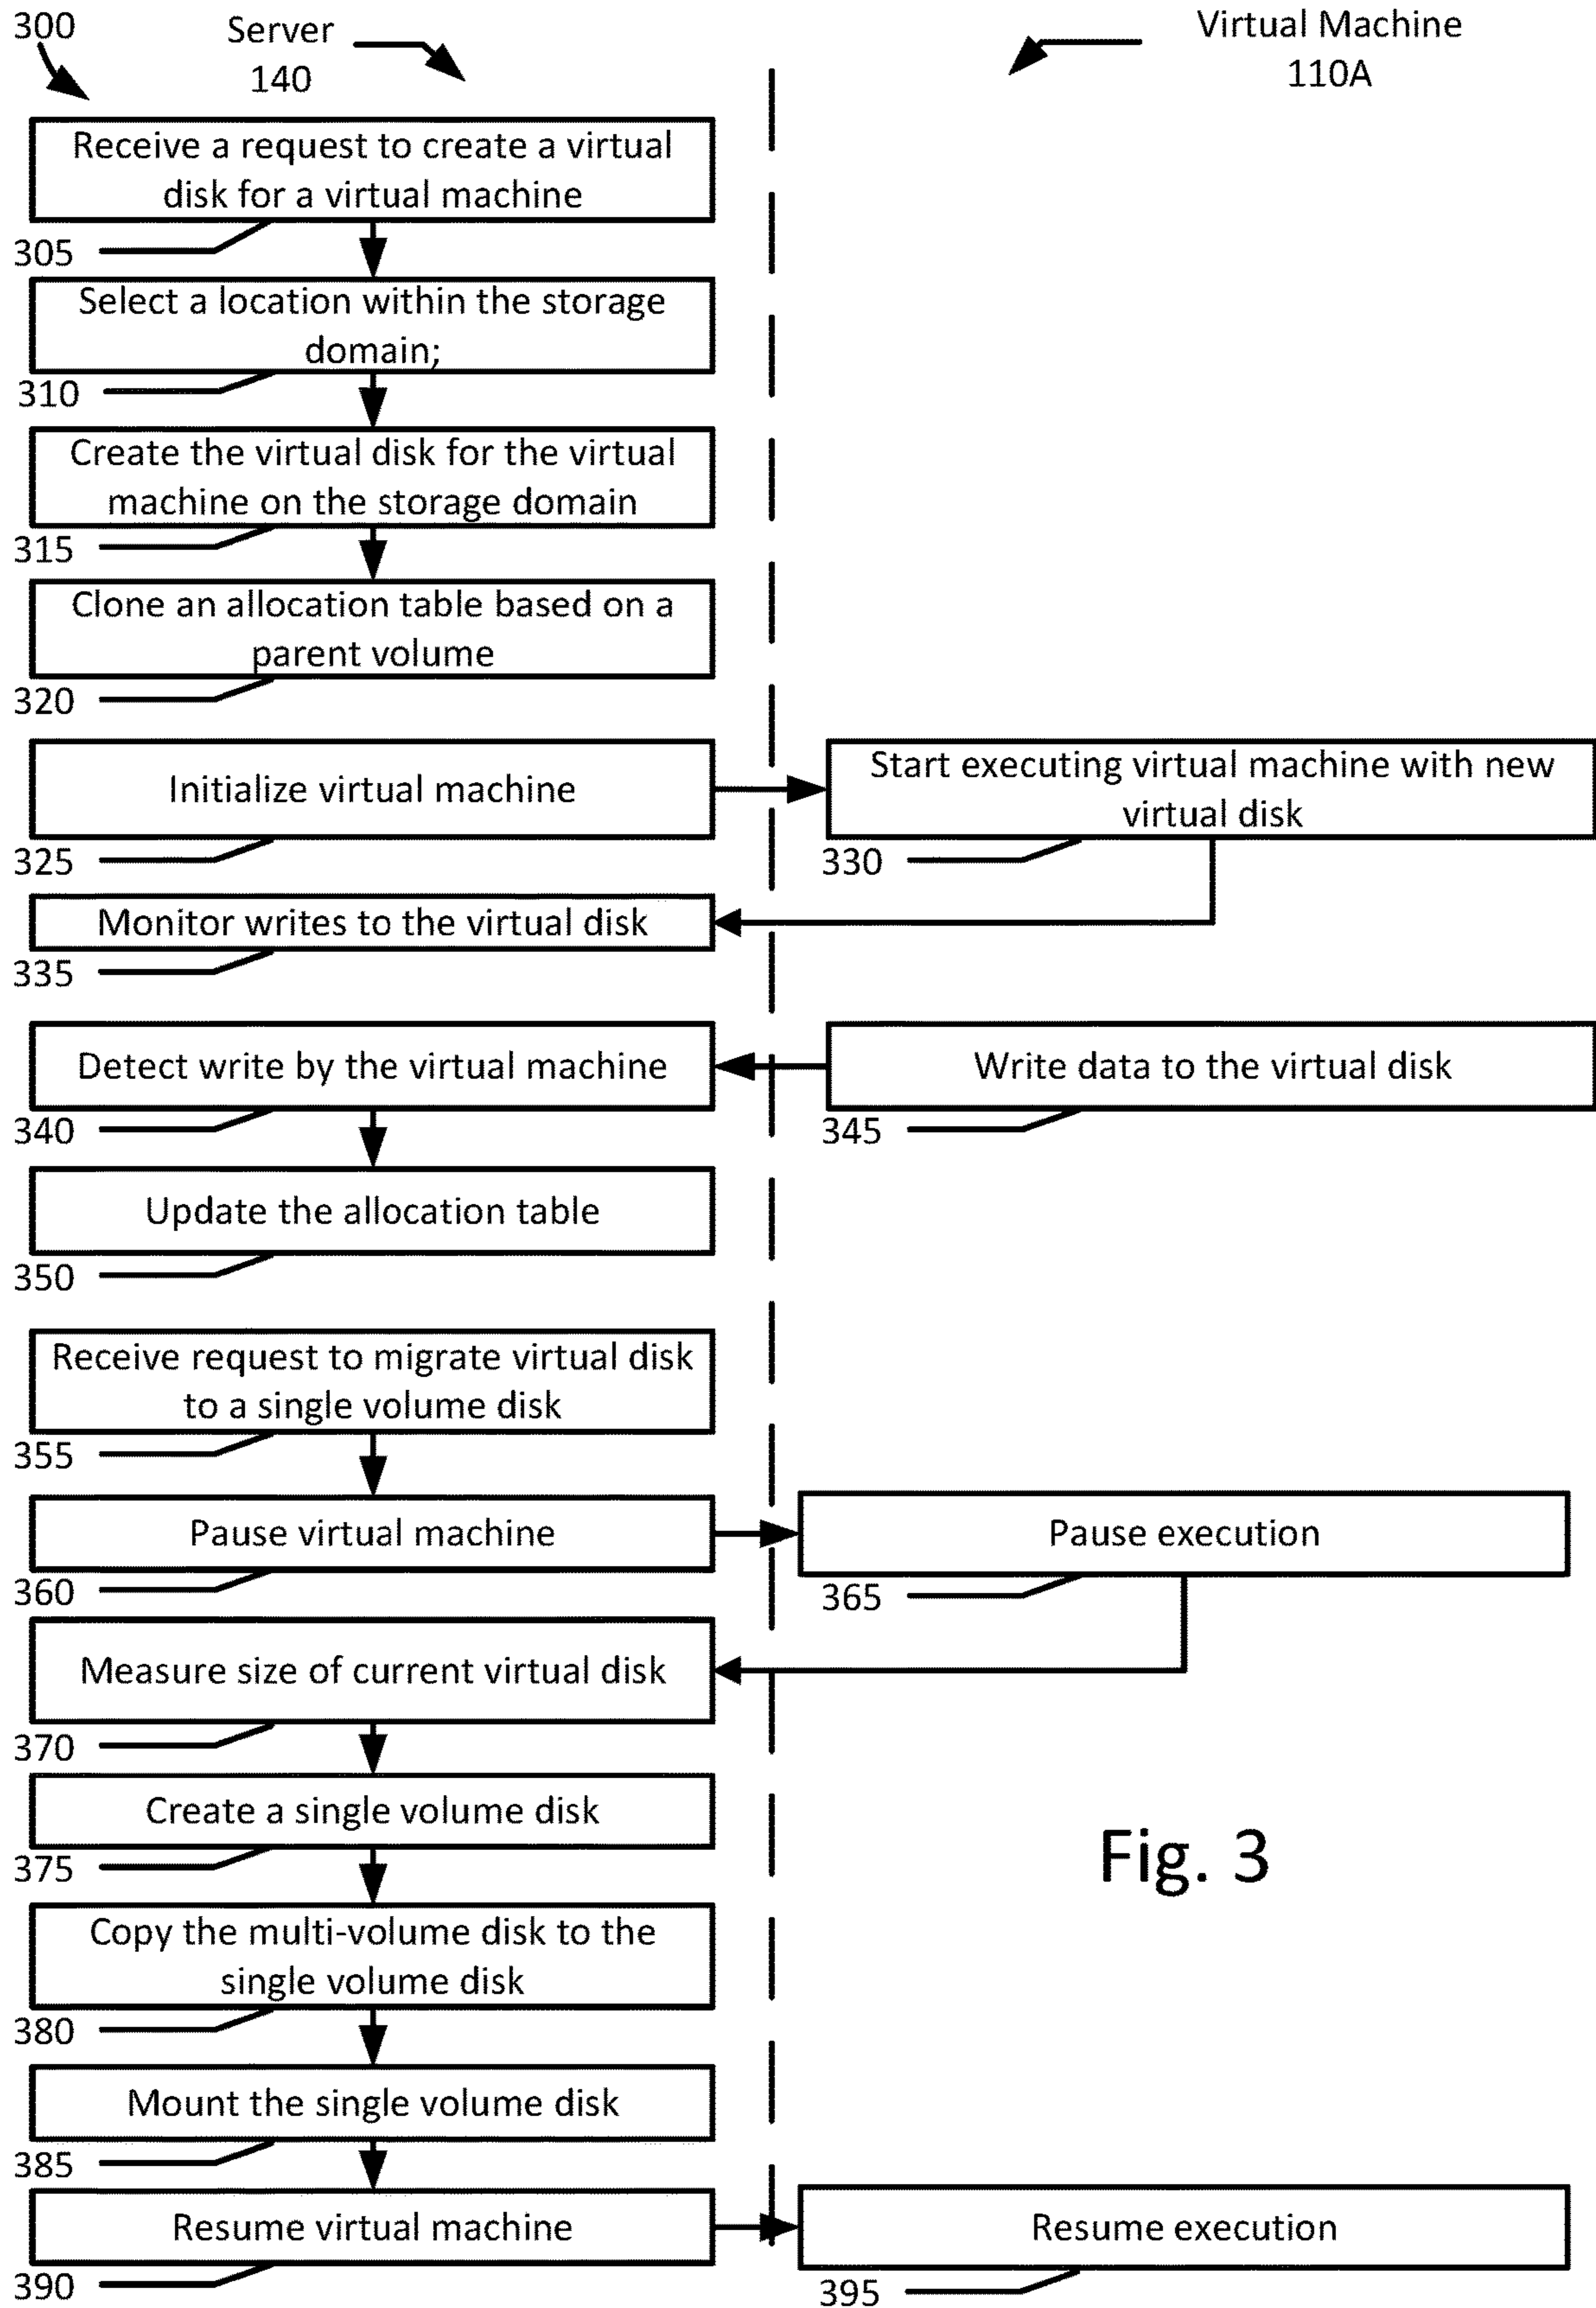 300
Server
140
Virtual Machine
110A
Receive a request to create a virtual
disk for a virtual machine
305
Select a location within the storage
domain;
310
Create the virtual disk for the virtual
machine on the storage domain
315
Clone an allocation table based on a
parent volume
320
Initialize virtual machine
325
Start executing virtual machine with new
virtual disk
330
Monitor writes to the virtual disk
335
Detect write by the virtual machine
340
Write data to the virtual disk
345
Update the allocation table
350
Receive request to migrate virtual disk
to a single volume disk
355
Pause virtual machine
360
Pause execution
365
Measure size of current virtual disk
370
Create a single volume disk
375
Fig. 3
Copy the multi-volume disk to the
single volume disk
380
Mount the single volume disk
385
Resume virtual machine
390
Resume execution
395